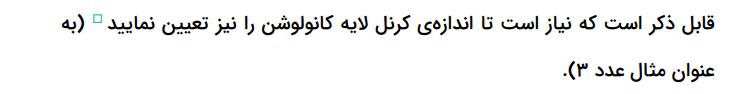 قابل ذکر است که نیاز است تا اندازه‌ی کرنل لایه کانولوشن را نیز تعیین نمایید (به
عنوان مثال عدد ۳).